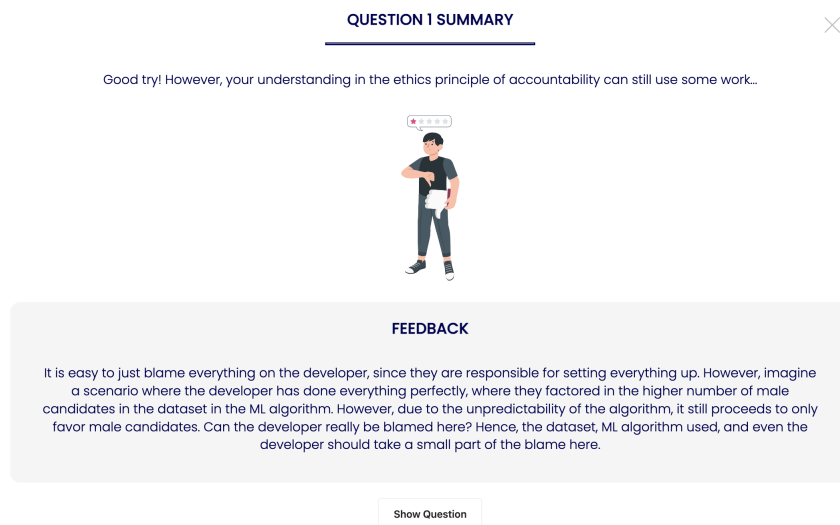 QUESTION 1 SUMMARY
Good try! However, your understanding in the ethics principle of accountability can still use some work...
FEEDBACK
It is easy to just blame everything on the developer, since they are responsible for setting everything up. However, imagine
a scenario where the developer has done everything perfectly, where they factored in the higher number of male
candidates in the dataset in the ML algorithm. However, due to the unpredictability of the algorithm, it still proceeds to only
favor male candidates. Can the developer really be blamed here? Hence, the dataset, ML algorithm used, and even the
developer should take a small part of the blame here.
Show Question